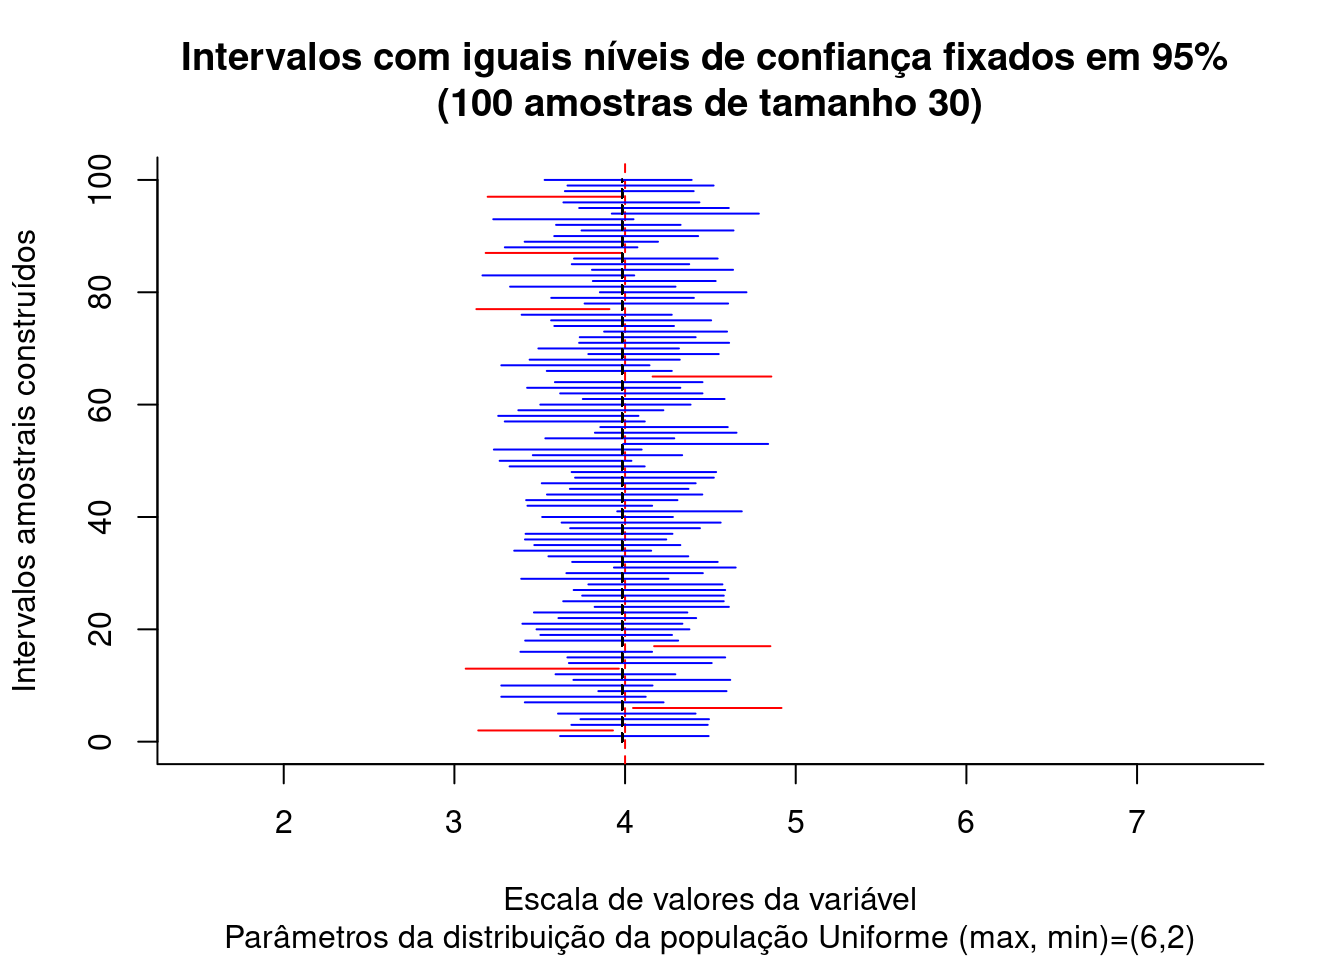 Intervalos com iguais níveis de confiança fixados em 95%
(100 amostras de tamanho 30)
Intervalos amostrais construídos
100
80
60
40
20
0
2 3 4 5 6 7
Escala de valores da variável
Parâmetros da distribuição da população Uniforme (max, min)=(6,2)